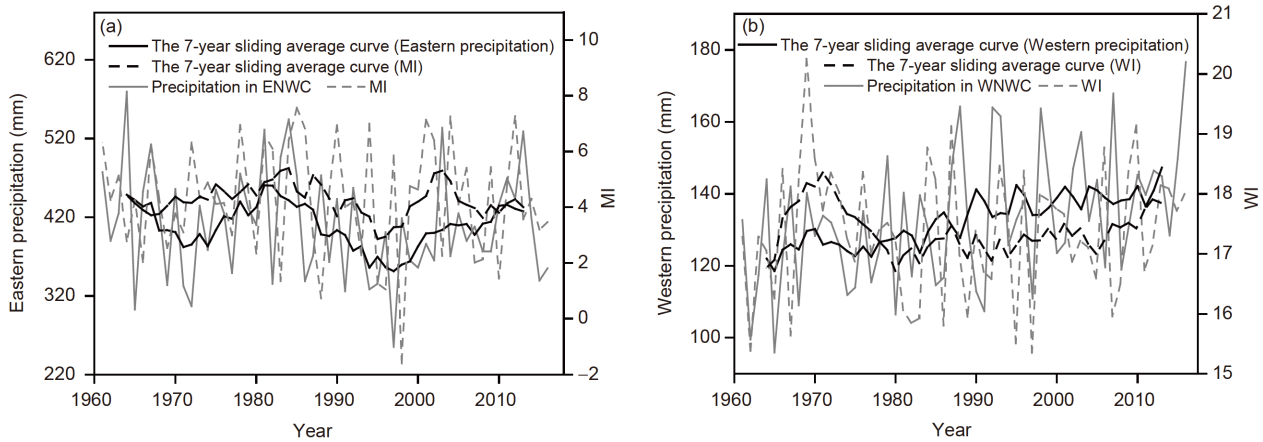 (a)
The 7-year sliding average curve (Eastern precipitation)
The 7-year sliding average curve (MI)
Precipitation in ENWC MI
Eastern precipitation (mm)
620
520
420
320
220
10
8
6
4
2
0
−2
MI
1960 1970 1980 1990 2000 2010
Year
(b)
The 7-year sliding average curve (Western precipitation)
The 7-year sliding average curve (WI)
Precipitation in WNWC WI
Western precipitation (mm)
180
160
140
120
100
21
20
19
18
17
16
15
WI
1960 1970 1980 1990 2000 2010
Year